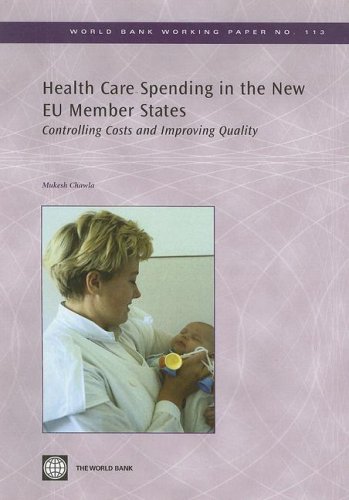 WORLD BANK WORKING PAPER NO. 113
Health Care Spending in the New
EU Member States
Controlling Costs and Improving Quality
Mukesh Chawla
THE WORLD BANK